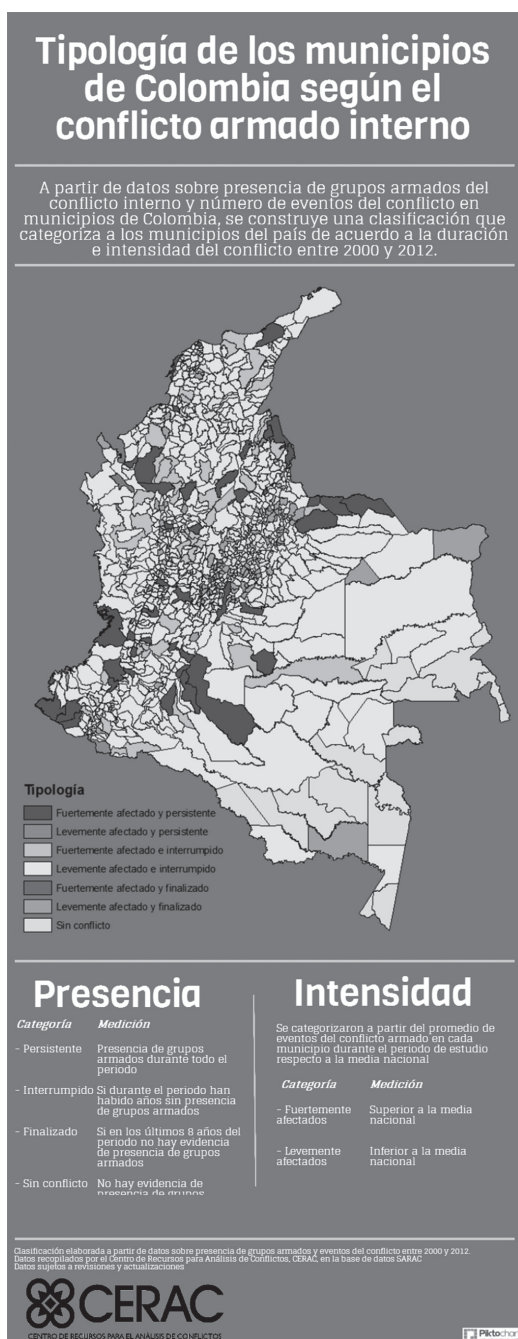 Tipología de los municipios
de Colombia según el
conflicto armado interno
A partir de datos sobre presencia de grupos armados del
conflicto interno y número de eventos del conflicto en
municipios de Colombia, se construye una clasificación que
categoriza a los municipios del país de acuerdo a la duración
e intensidad del conflicto entre 2000 y 2012.
Tipología
Fuertemente afectado y persistente
Levemente afectado y persistente
Fuertemente afectado e interrumpido
Levemente afectado e interrumpido
Fuertemente afectado y finalizado
Levemente afectado y finalizado
Sin conflicto
Presencia
Categoría Medición
- Persistente Presencia de grupos
armados durante todo el
periodo
- Interrumpido Si durante el periodo han
habido años sin presencia
de grupos armados
- Finalizado Si en los últimos 8 años del
periodo no hay evidencia
de presencia de grupos
armados
- Sin conflicto No hay evidencia de
presencia de grupos
Intensidad
Se categorizaron a partir del promedio de
eventos del conflicto armado en cada
municipio durante el periodo de estudio
respecto a la media nacional
Categoría Medición
- Fuertemente Superior a la media
afectados nacional
- Levemente Inferior a la media
afectados nacional
Clasificación elaborada a partir de datos sobre presencia de grupos armados y eventos del conflicto entre 2000 y 2012.
Datos recopilados por el Centro de Recursos para Análisis de Conflictos, CERAC, en la base de datos SARAC
Datos sujetos a revisiones y actualizaciones
CERAC
CENTRO DE RECURSOS PARA EL ANÁLISIS DE CONFLICTOS
Piktochar